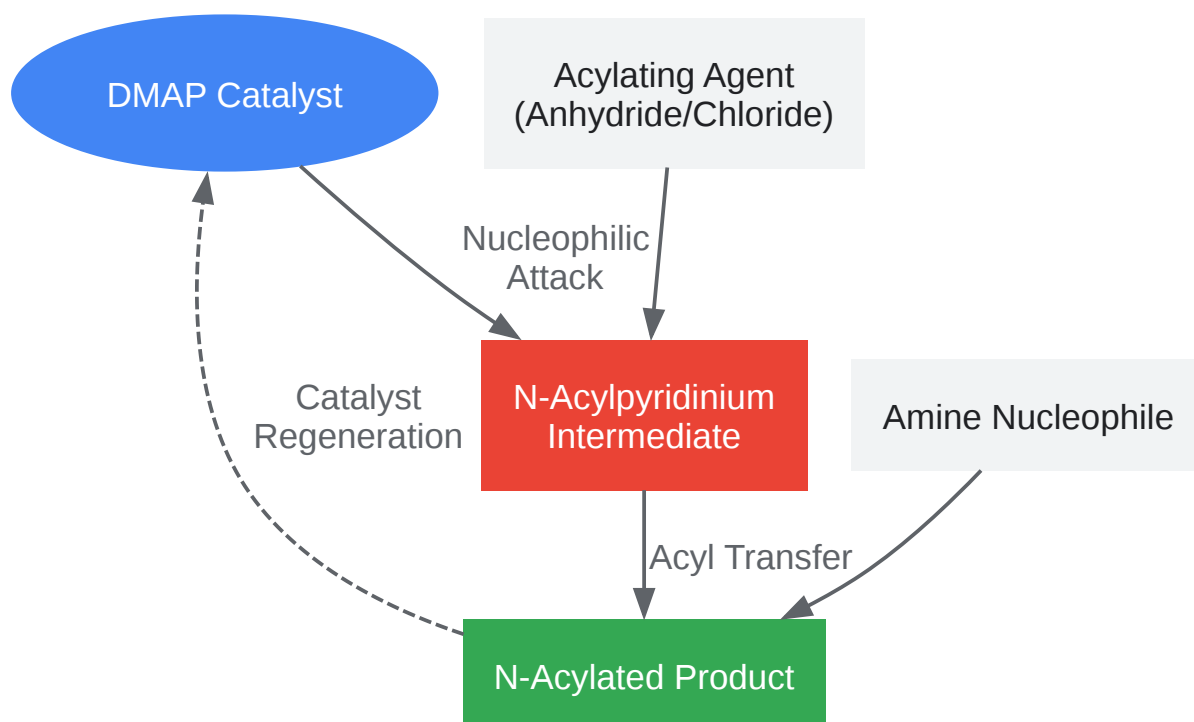 DMAP Catalyst
Acylating Agent
(Anhydride/Chloride)
Nucleophilic
Attack
Catalyst
Regeneration
N-Acylpyridinium
Intermediate
Amine Nucleophile
Acyl Transfer
N-Acylated Product